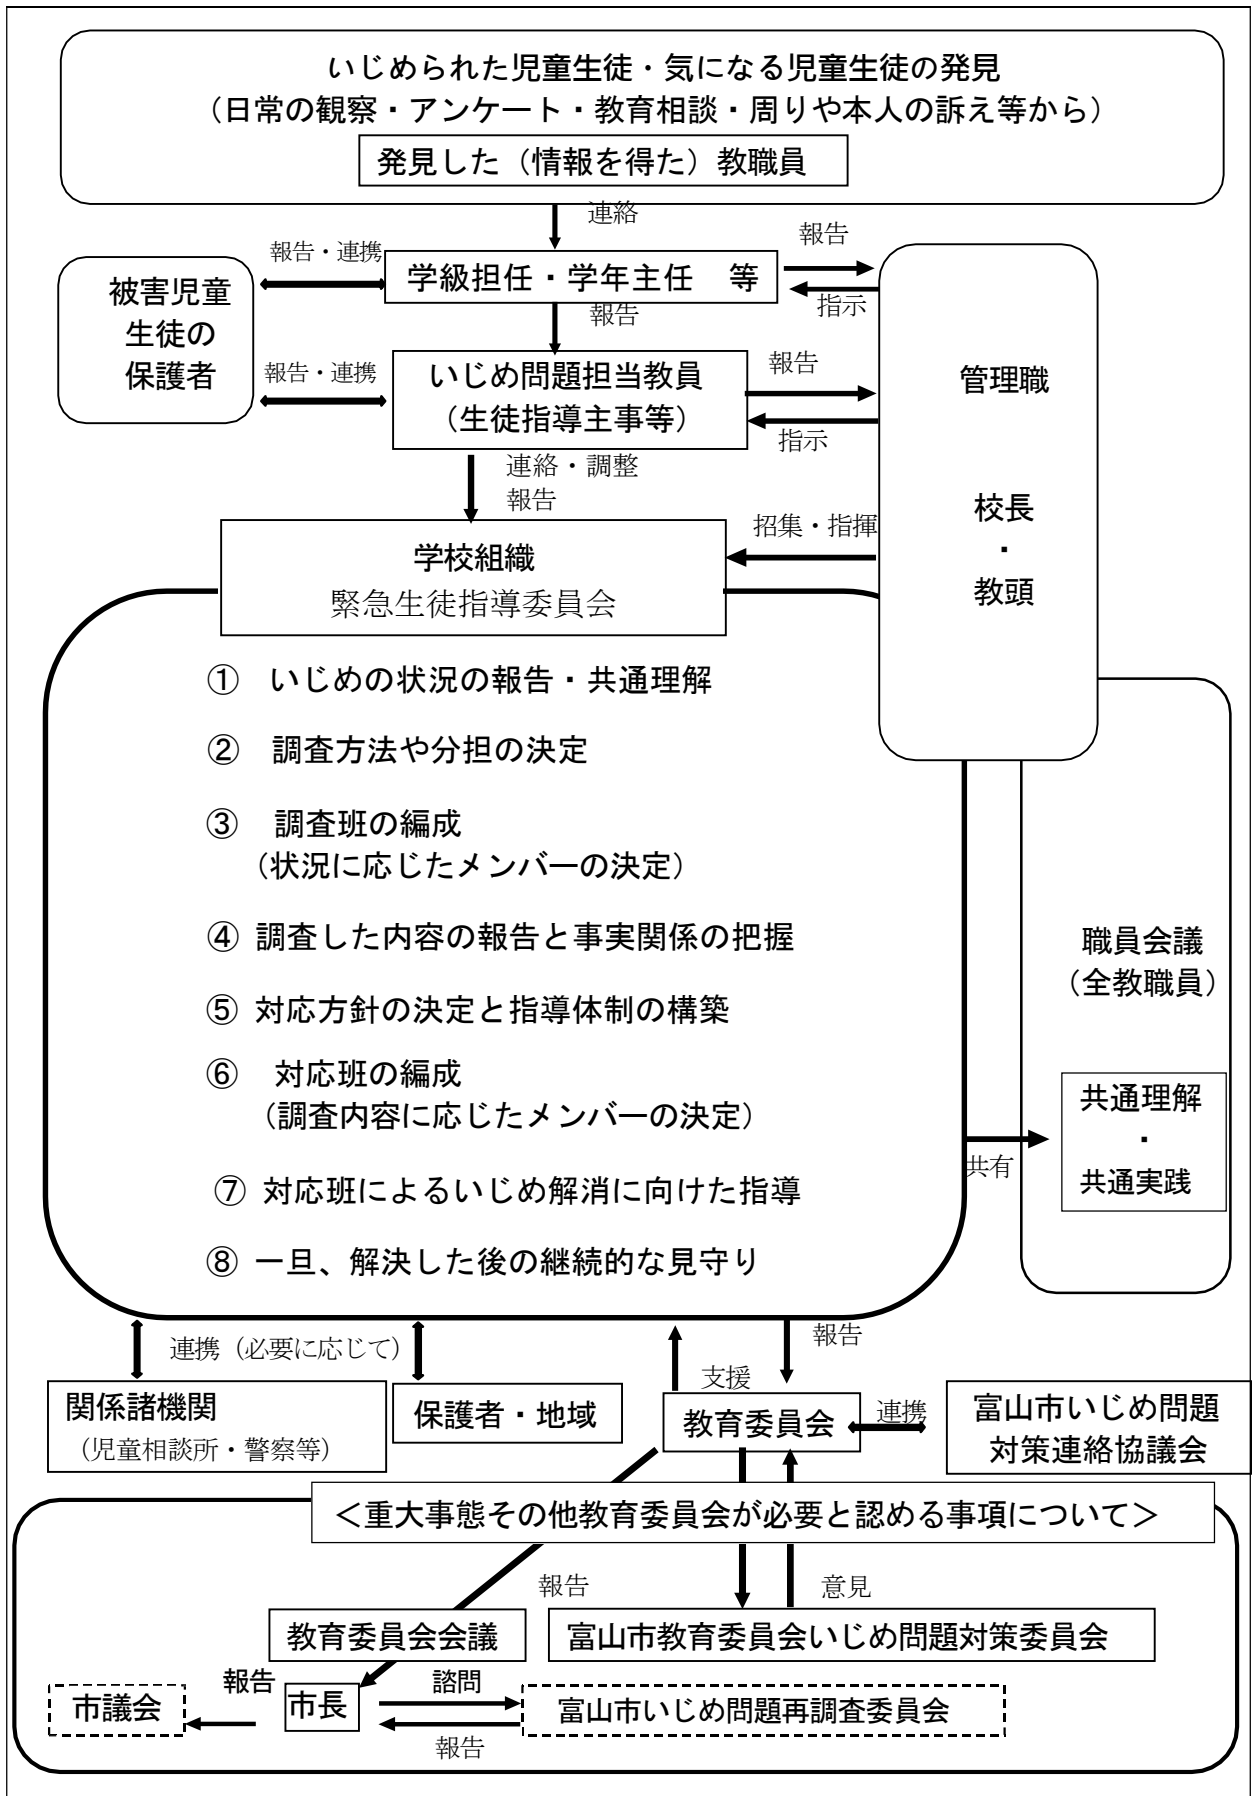 いじめられた児童生徒・気になる児童生徒の発見
（日常の観察・アンケート・教育相談・周りや本人の訴え等から）
発見した（情報を得た）教職員
連絡
報告・連携
学級担任・学年主任　等
報告
指示
被害児童
生徒の
保護者
報告
報告・連携
いじめ問題担当教員
（生徒指導主事等）
報告
指示
管理職
校長
・
教頭
連絡・調整
報告
招集・指揮
学校組織
緊急生徒指導委員会
①　いじめの状況の報告・共通理解
②　調査方法や分担の決定
③　調査班の編成
（状況に応じたメンバーの決定）
④ 調査した内容の報告と事実関係の把握
⑤ 対応方針の決定と指導体制の構築
⑥　対応班の編成
（調査内容に応じたメンバーの決定）
⑦ 対応班によるいじめ解消に向けた指導
⑧ 一旦、解決した後の継続的な見守り
職員会議
（全教職員）
共有
共通理解
・
共通実践
連携（必要に応じて）
支援
報告
関係諸機関
（児童相談所・警察等）
保護者・地域
教育委員会
連携
富山市いじめ問題
対策連絡協議会
＜重大事態その他教育委員会が必要と認める事項について＞
報告
意見
教育委員会会議
富山市教育委員会いじめ問題対策委員会
市議会
報告
市長
諮問
報告
富山市いじめ問題再調査委員会